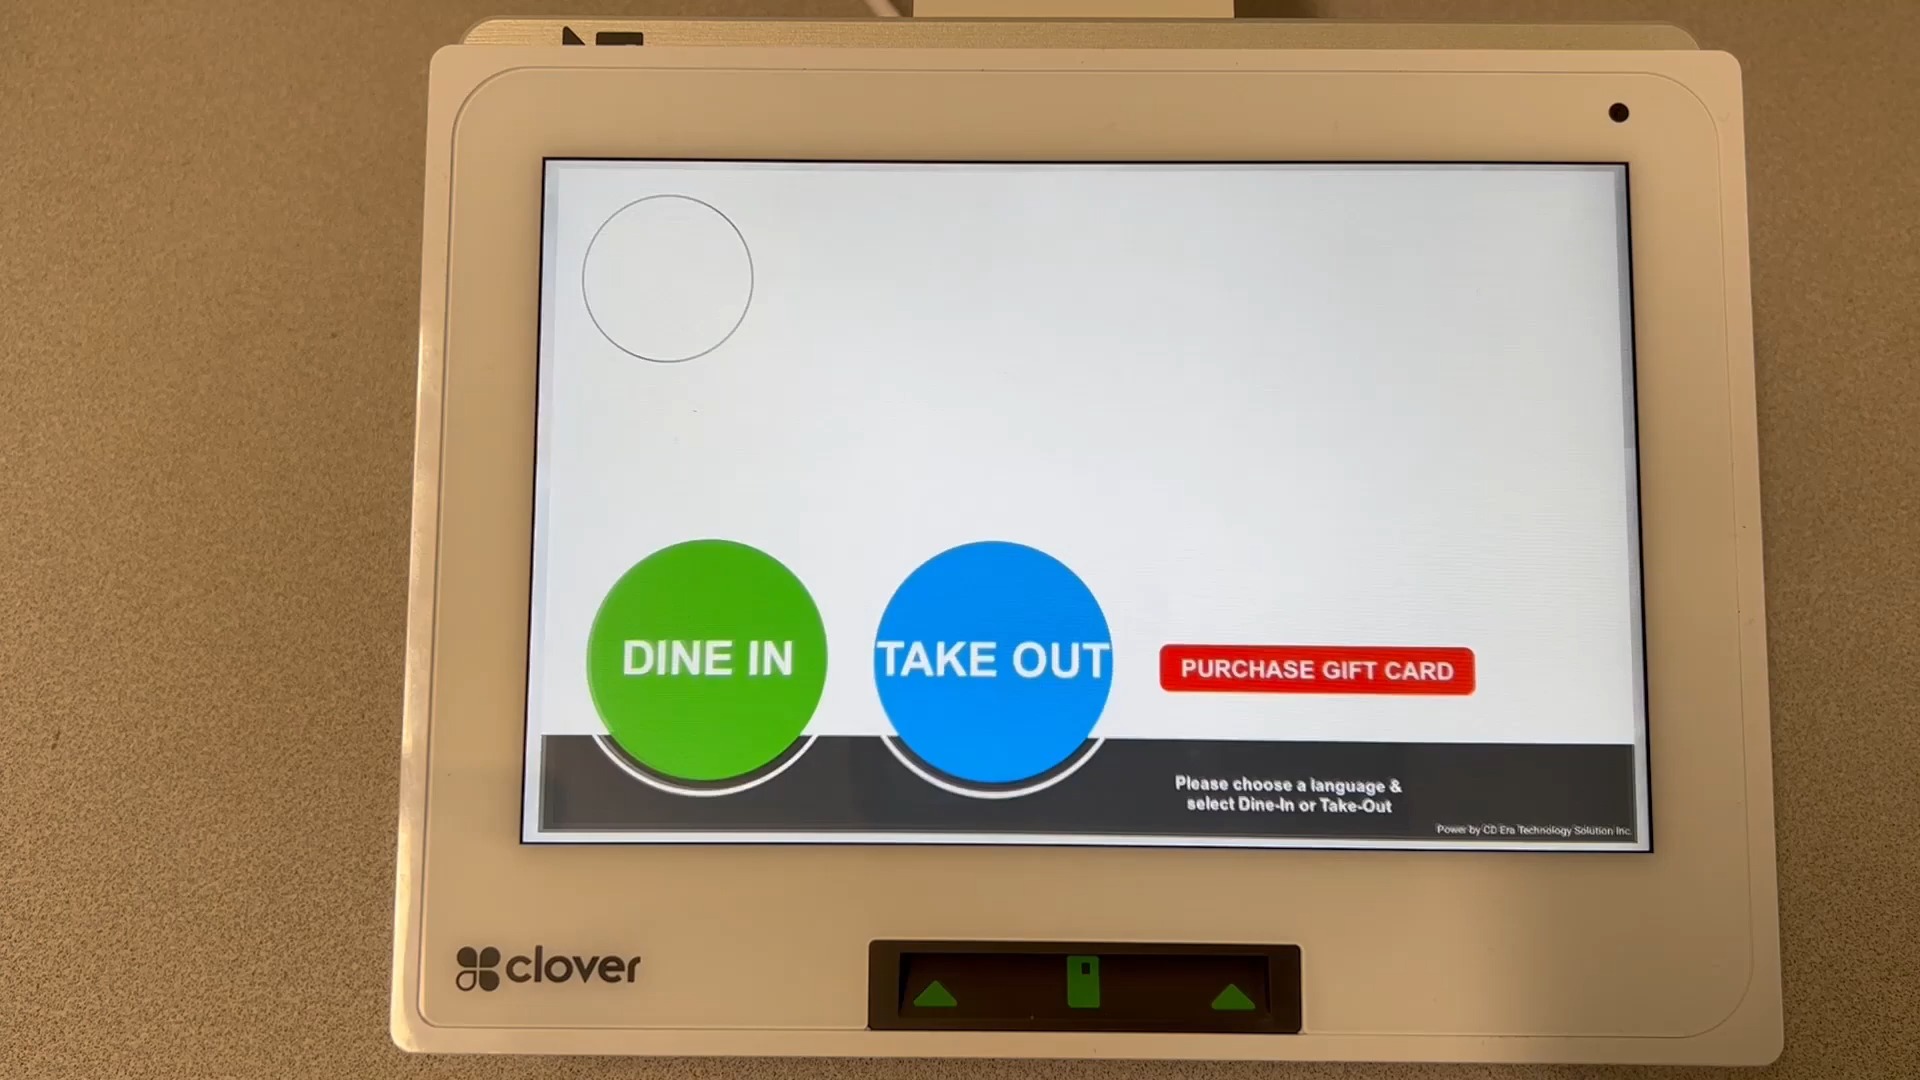 DINE IN
TAKE OUT
PURCHASE GIFT CARD
Please choose a language &
select Dine-In or Take-Out
Power by CD Era Technology Solution Inc.
clover